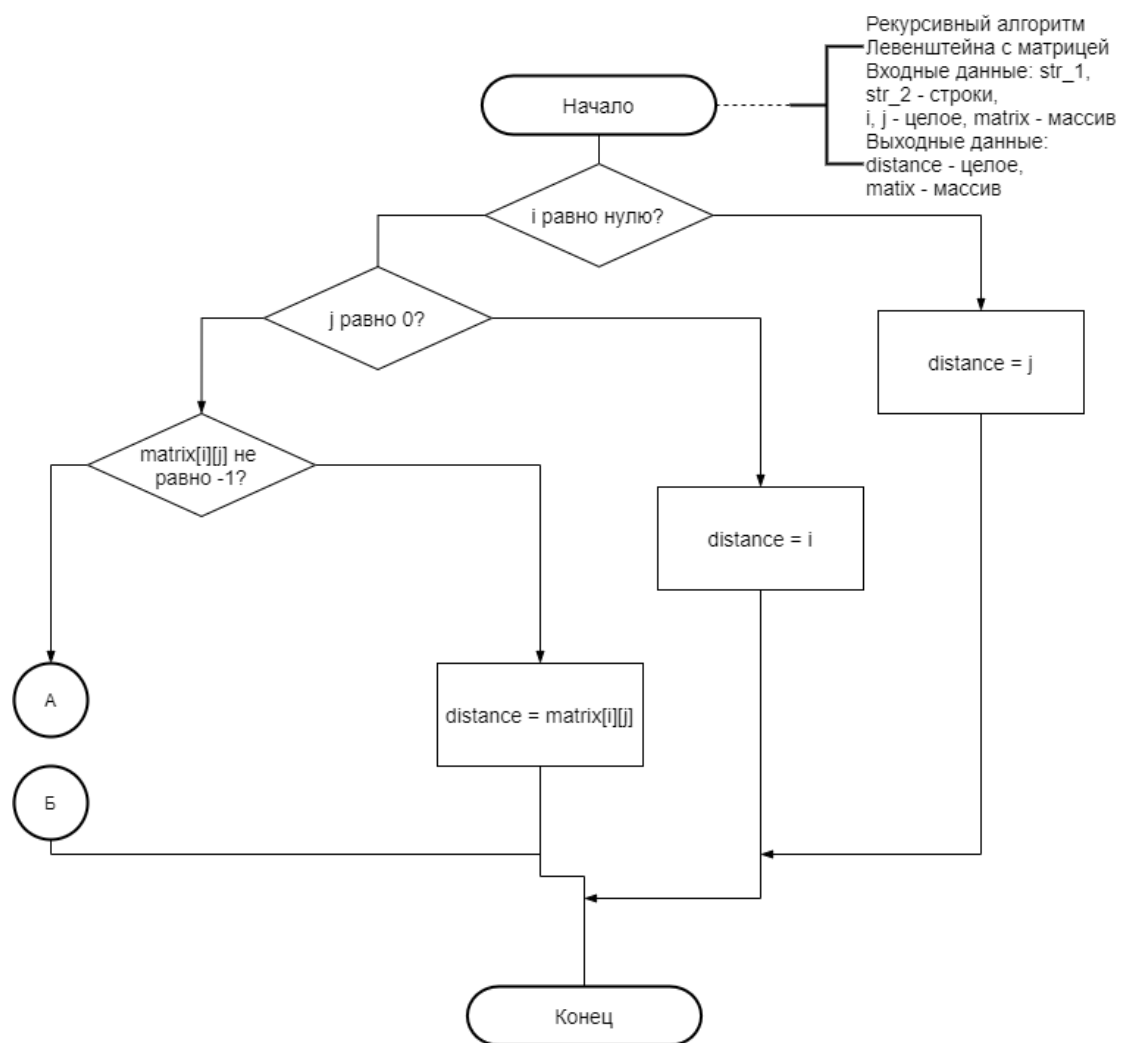 Рекурсивный алгоритм
Левенштейна с матрицей
Входные данные: str_1,
str_2 - строки,
i, j - целое, matrix - массив
Выходные данные:
distance - целое,
matix - массив
Начало
i равно нулю?
j равно 0?
distance = j
matrix[i][j] не
равно -1?
distance = i
А
distance = matrix[i][j]
Б
Конец